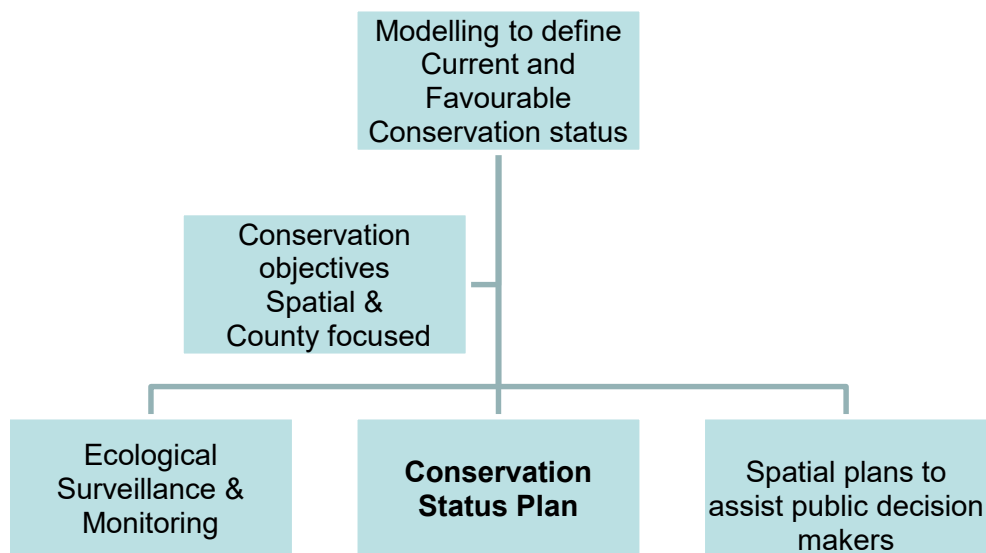 Modelling to define
Current and
Favourable
Conservation status
Conservation
objectives
Spatial &
County focused
Ecological
Surveillance &
Monitoring
Conservation
Status Plan
Spatial plans to
assist public decision
makers